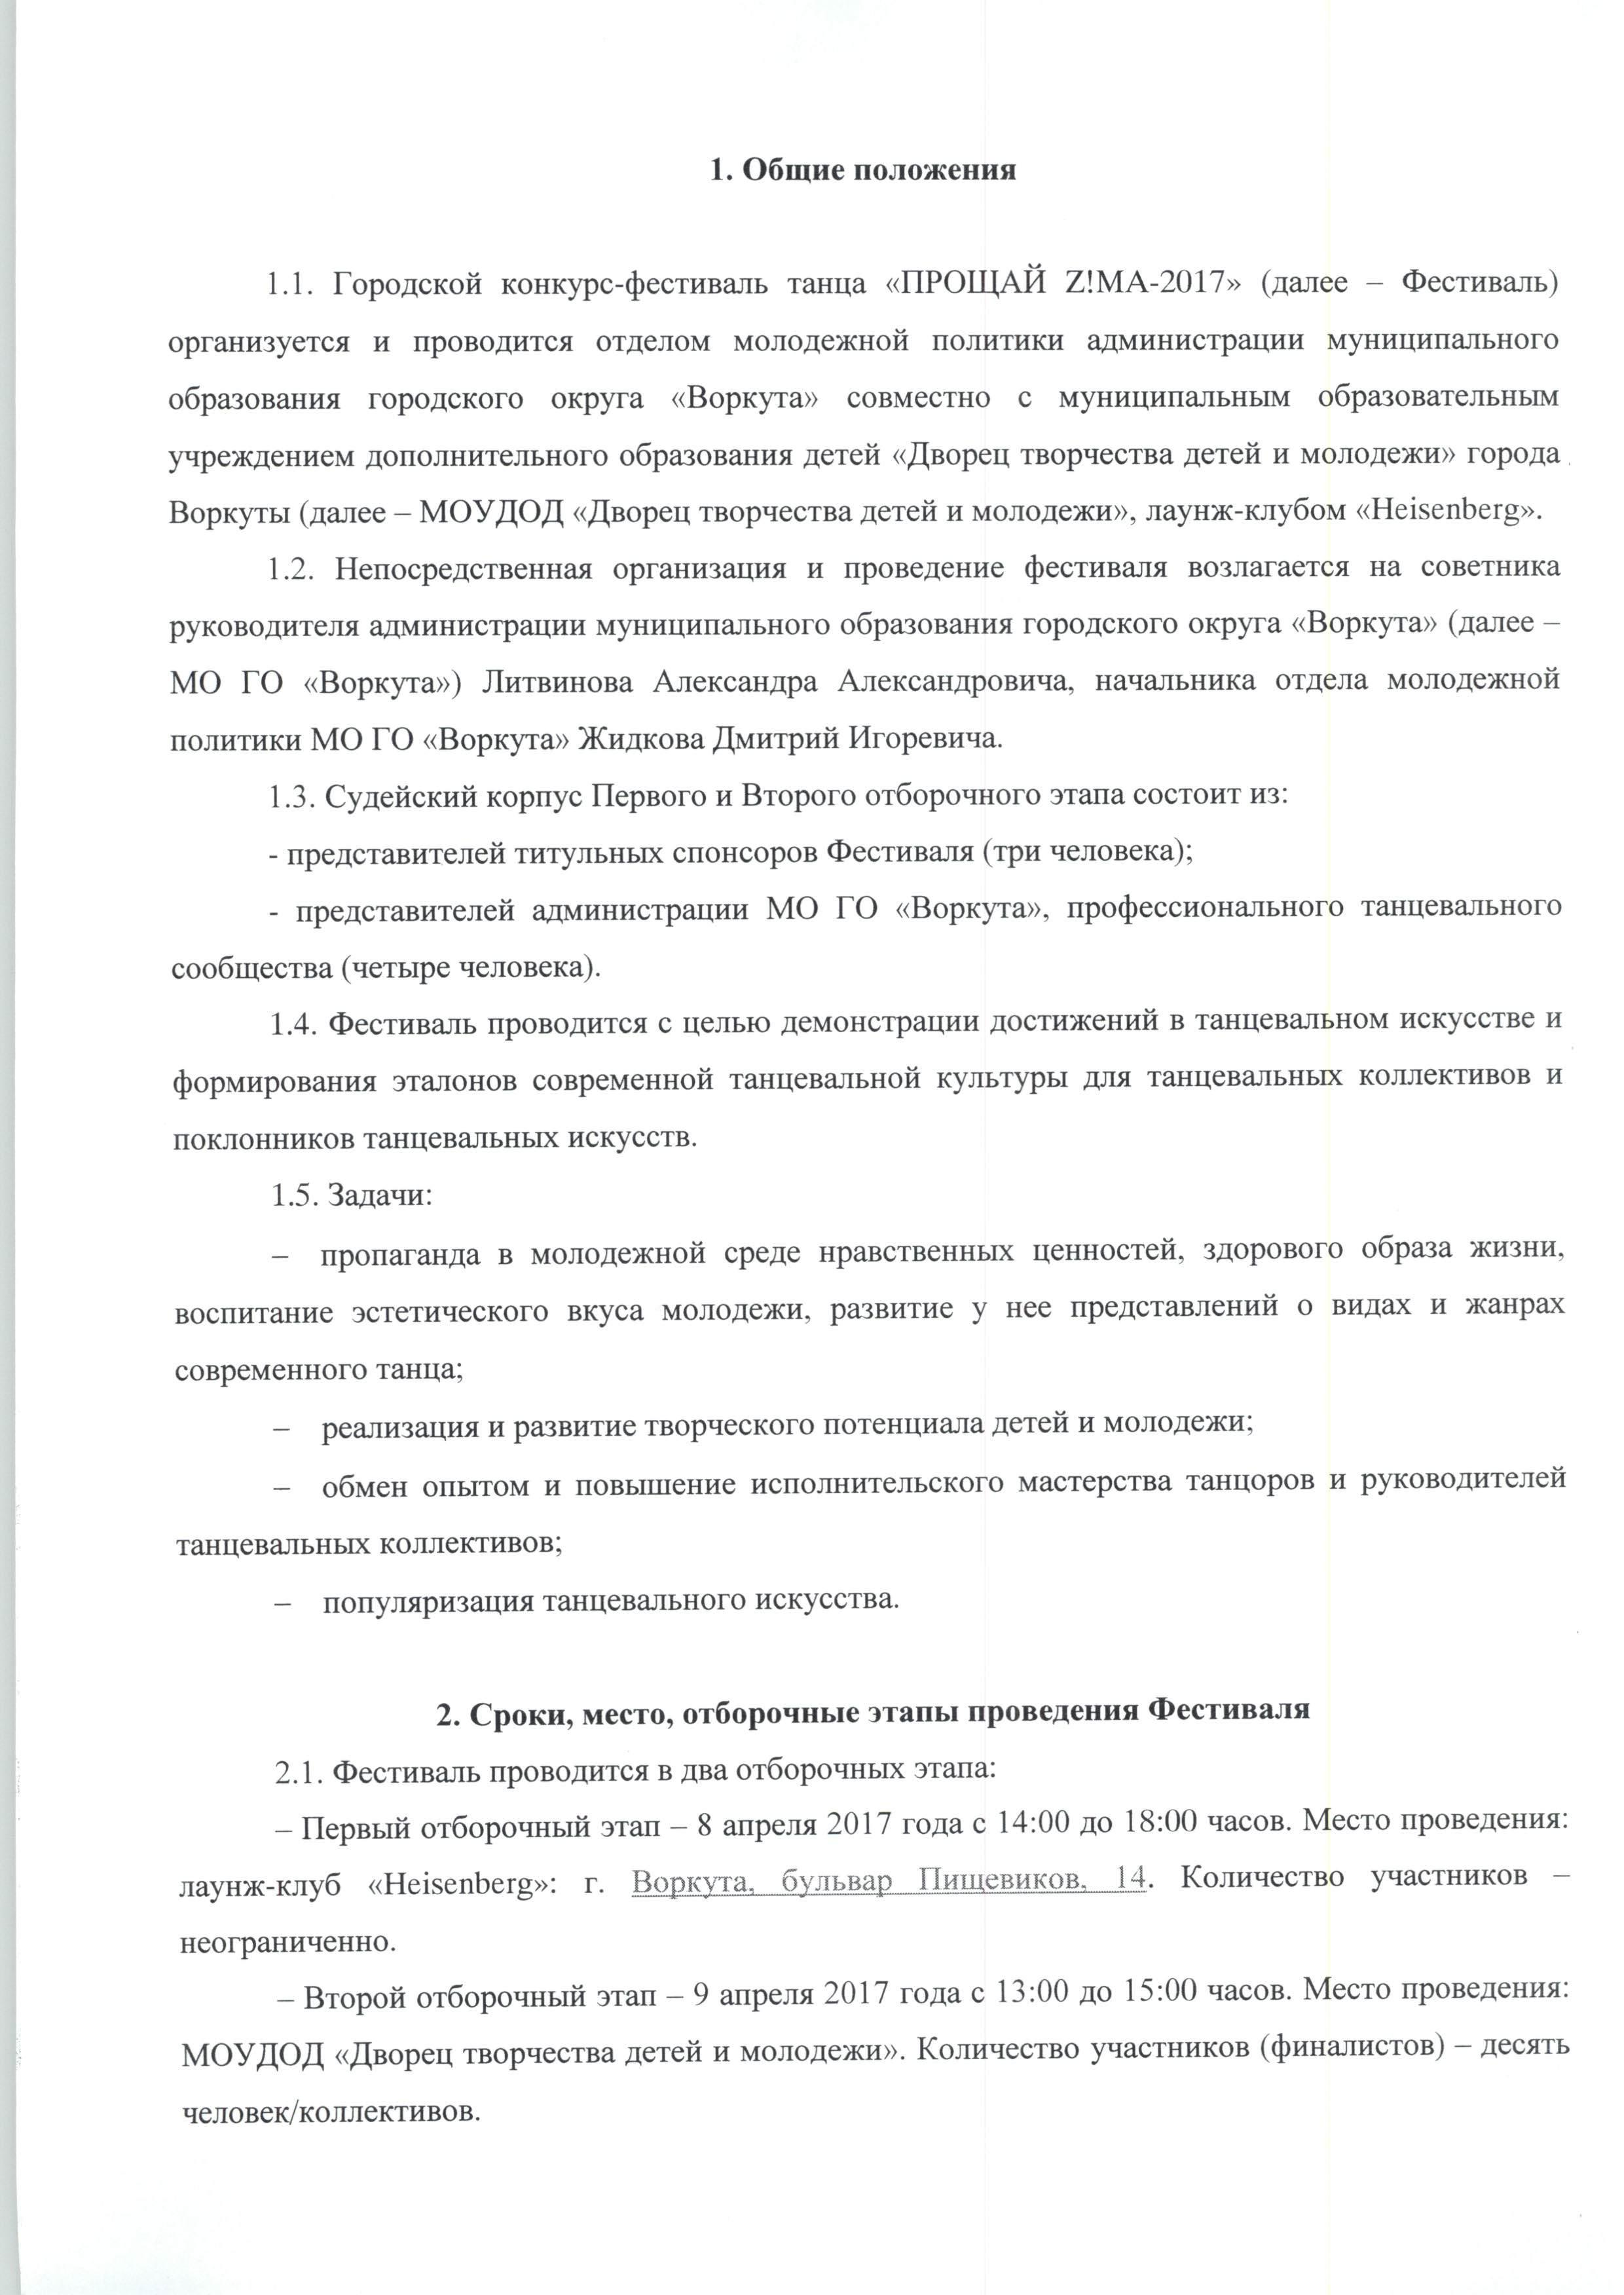 1. Общие положения
1.1. Городской конкурс-фестиваль танца «ПРОЩАЙ Z!МА-2017» (далее – Фестиваль)
организуется и проводится отделом молодежной политики администрации муниципального
образования городского округа «Воркута» совместно с муниципальным образовательным
учреждением дополнительного образования детей «Дворец творчества детей и молодежи» города
Воркуты (далее – МОУДОД «Дворец творчества детей и молодежи», лаунж-клубом «Heisenberg».
1.2. Непосредственная организация и проведение фестиваля возлагается на советника
руководителя администрации муниципального образования городского округа «Воркута» (далее –
МО ГО «Воркута») Литвинова Александра Александровича, начальника отдела молодежной
политики МО ГО «Воркута» Жидкова Дмитрий Игоревича.
1.3. Судейский корпус Первого и Второго отборочного этапа состоит из:
- представителей титульных спонсоров Фестиваля (три человека);
- представителей администрации МО ГО «Воркута», профессионального танцевального
сообщества (четыре человека).
1.4. Фестиваль проводится с целью демонстрации достижений в танцевальном искусстве и
формирования эталонов современной танцевальной культуры для танцевальных коллективов и
поклонников танцевальных искусств.
1.5. Задачи:
– пропаганда в молодежной среде нравственных ценностей, здорового образа жизни,
воспитание эстетического вкуса молодежи, развитие у нее представлений о видах и жанрах
современного танца;
– реализация и развитие творческого потенциала детей и молодежи;
– обмен опытом и повышение исполнительского мастерства танцоров и руководителей
танцевальных коллективов;
– популяризация танцевального искусства.
2. Сроки, место, отборочные этапы проведения Фестиваля
2.1. Фестиваль проводится в два отборочных этапа:
– Первый отборочный этап – 8 апреля 2017 года с 14:00 до 18:00 часов. Место проведения:
лаунж-клуб «Heisenberg»: г. Воркута, бульвар Пищевиков, 14. Количество участников –
неограниченно.
– Второй отборочный этап – 9 апреля 2017 года с 13:00 до 15:00 часов. Место проведения:
МОУДОД «Дворец творчества детей и молодежи». Количество участников (финалистов) – десять
человек/коллективов.